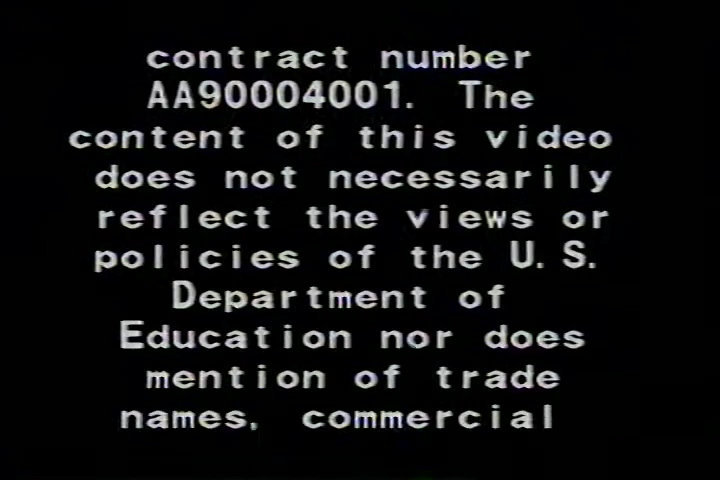 contract number
AA90004001. The
content of this video
does not necessarily
reflect the views or
policies of the U.S.
Department of
Education nor does
mention of trade
names, commercial